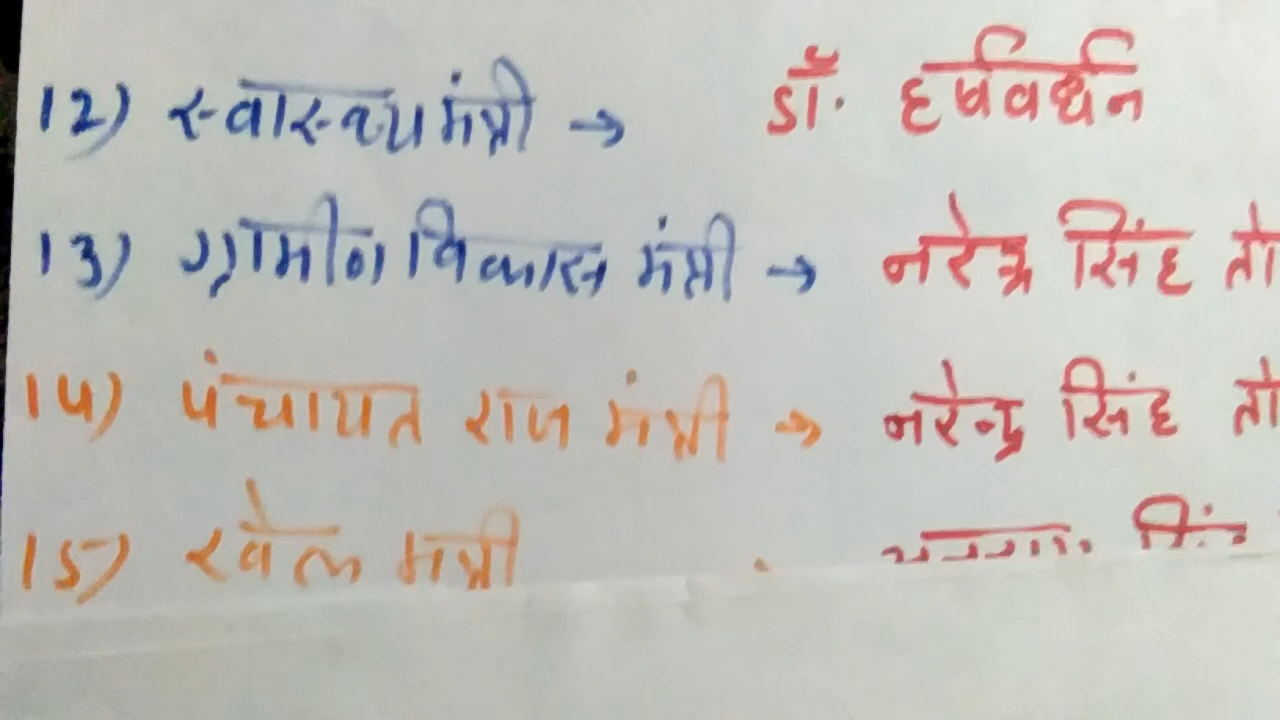 12) स्वास्थ्य मंत्री → डॉ. हर्षवर्धन
13) ग्रामीण विकास मंत्री → नरेन्द्र सिंह तो
14) पंचायत राज मंत्री → नरेन्द्र सिंह तो
15) खेल मंत्री सिंह